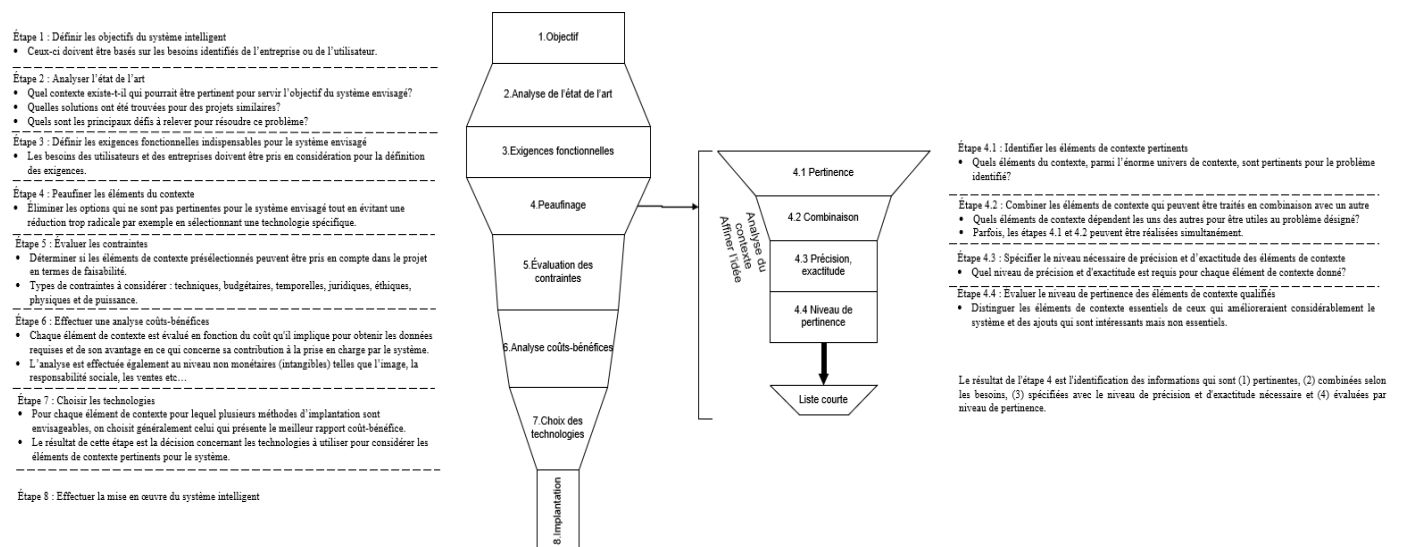 Étape 1 : Définir les objectifs du système intelligent
• Ceux-ci doivent être basés sur les besoins identifiés de l'entreprise ou de l'utilisateur.
Étape 2 : Analyser l'état de l'art
• Quel contexte existe-t-il qui pourrait être pertinent pour servir l'objectif du système envisagé?
• Quelles solutions ont été trouvées pour des projets similaires?
• Quels sont les principaux défis à relever pour résoudre ce problème?
Étape 3 : Définir les exigences fonctionnelles indispensables pour le système envisagé
• Les besoins des utilisateurs et des entreprises doivent être pris en considération pour la définition
des exigences.
Étape 4 : Peaufiner les éléments du contexte
• Éliminer les options qui ne sont pas pertinentes pour le système envisagé tout en évitant une
réduction trop radicale par exemple en sélectionnant une technologie spécifique.
Étape 5 : Évaluer les contraintes
• Déterminer si les éléments de contexte présélectionnés peuvent être pris en compte dans le projet
en termes de faisabilité.
• Types de contraintes à considérer : techniques, budgétaires, temporelles, juridiques, éthiques,
physiques et de puissance.
Étape 6 : Effectuer une analyse coûts-bénéfices
• Chaque élément de contexte est évalué en fonction du coût qu'il implique pour obtenir les données
requises et de son avantage en ce qui concerne sa contribution à la prise en charge par le système.
• L'analyse est effectuée également au niveau non monétaires (intangibles) telles que l'image, la
responsabilité sociale, les ventes etc…
Étape 7 : Choisir les technologies
• Pour chaque élément de contexte pour lequel plusieurs méthodes d'implantation sont
envisageables, on choisit généralement celui qui présente le meilleur rapport coût-bénéfice.
• Le résultat de cette étape est la décision concernant les technologies à utiliser pour considérer les
éléments de contexte pertinents pour le système.
Étape 8 : Effectuer la mise en œuvre du système intelligent
1.Objectif
2.Analyse de l'état de l'art
3.Exigences fonctionnelles
4.Peaufinage
5.Évaluation des
contraintes
6.Analyse coûts-bénéfices
7.Choix des
technologies
8.Implantation
Analyse du
contexte
Affiner l'idée
4.1 Pertinence
4.2 Combinaison
4.3 Précision,
exactitude
4.4 Niveau de
pertinence
Liste courte
Étape 4.1 : Identifier les éléments de contexte pertinents
• Quels éléments du contexte, parmi l'énorme univers de contexte, sont pertinents pour le problème
identifié?
Étape 4.2 : Combiner les éléments de contexte qui peuvent être traités en combinaison avec un autre
• Quels éléments de contexte dépendent les uns des autres pour être utiles au problème désigné?
• Parfois, les étapes 4.1 et 4.2 peuvent être réalisées simultanément.
Étape 4.3 : Spécifier le niveau nécessaire de précision et d'exactitude des éléments de contexte
• Quel niveau de précision et d'exactitude est requis pour chaque élément de contexte donné?
Étape 4.4 : Evaluer le niveau de pertinence des éléments de contexte qualifiés
• Distinguer les éléments de contexte essentiels de ceux qui amélioreraient considérablement le
système et des ajouts qui sont intéressants mais non essentiels.
Le résultat de l'étape 4 est l'identification des informations qui sont (1) pertinentes, (2) combinées selon
les besoins, (3) spécifiées avec le niveau de précision et d'exactitude nécessaire et (4) évaluées par
niveau de pertinence.